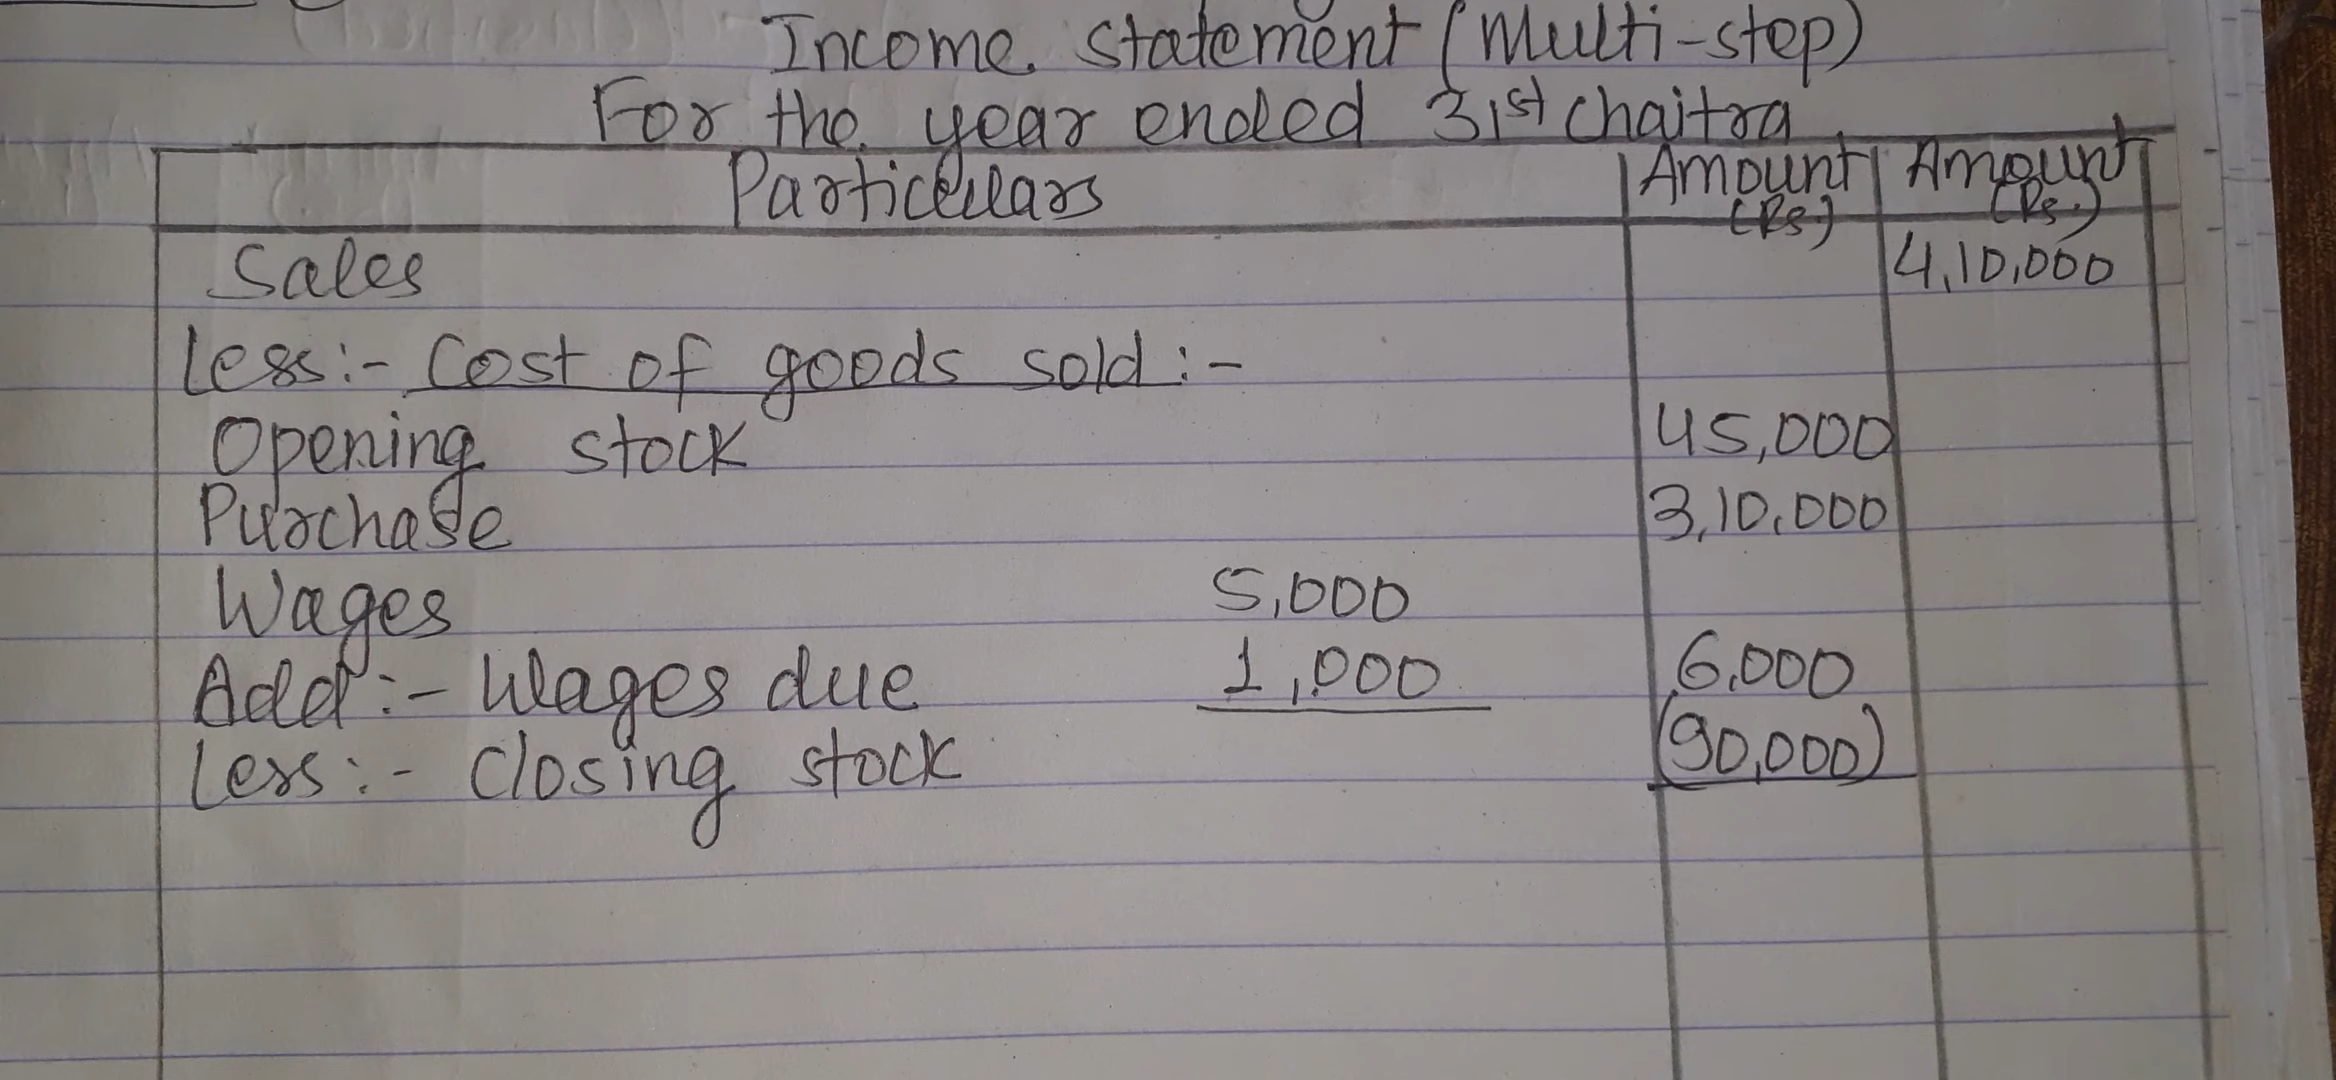 Income Statement (Multi-step)
For the year ended 31st chaitra
Particulars Amount (Rs.) Amount (Rs.)
Sales 4,10,000
Less:- Cost of goods sold:-
Opening stock 45,000
Purchase 3,10,000
Wages 5,000
Add:- Wages due 1,000 6,000
Less:- Closing stock (90,000)